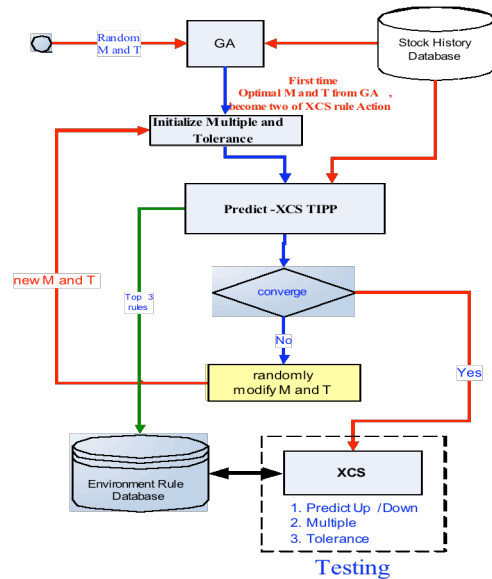 Random
M and T
GA
Stock History
Database
First time
Optimal M and T from GA ,
become two of XCS rule Action
Initialize Multiple and
Tolerance
Predict -XCS TIPP
new M and T
Top 3
rules
converge
No
Yes
randomly
modify M and T
Environment Rule
Database
XCS
1. Predict Up /Down
2. Multiple
3. Tolerance
Testing